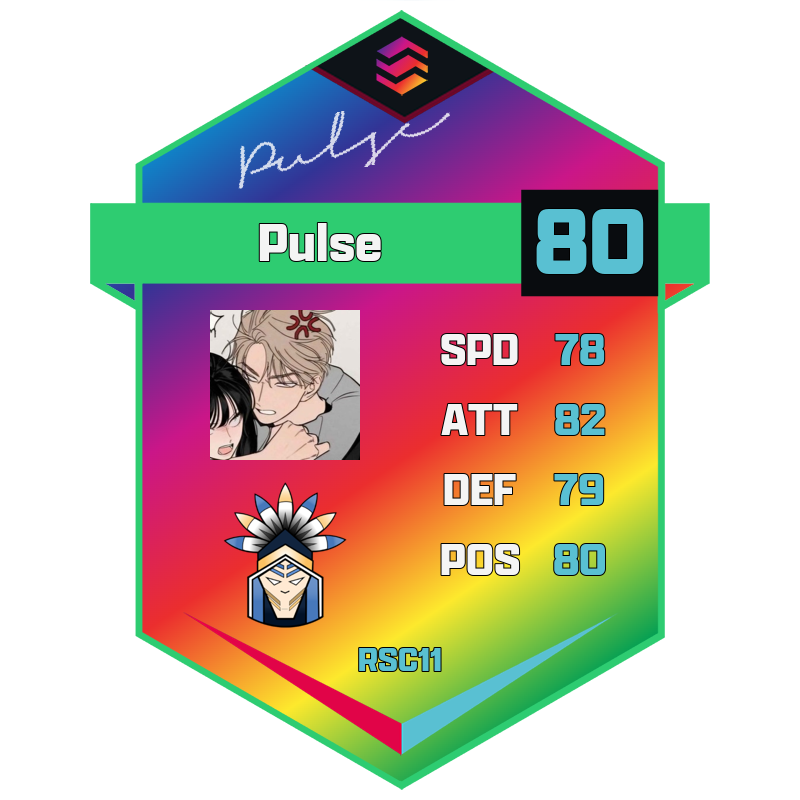 Pulse
Pulse
80
SPD 78
ATT 82
DEF 79
POS 80
RSC11